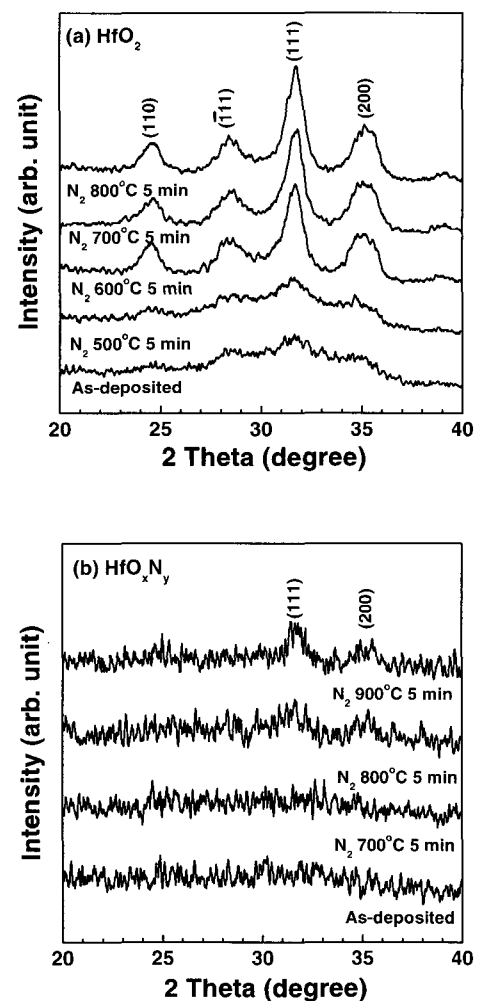 (a) HfO₂
(110)
(1̄11)
(111)
(200)
N₂ 800°C 5 min
N₂ 700°C 5 min
N₂ 600°C 5 min
N₂ 500°C 5 min
As-deposited
Intensity (arb. unit)
20 25 30 35 40
2 Theta (degree)
(b) HfOₓNᵧ
(111)
(200)
N₂ 900°C 5 min
N₂ 800°C 5 min
N₂ 700°C 5 min
As-deposited
Intensity (arb. unit)
20 25 30 35 40
2 Theta (degree)